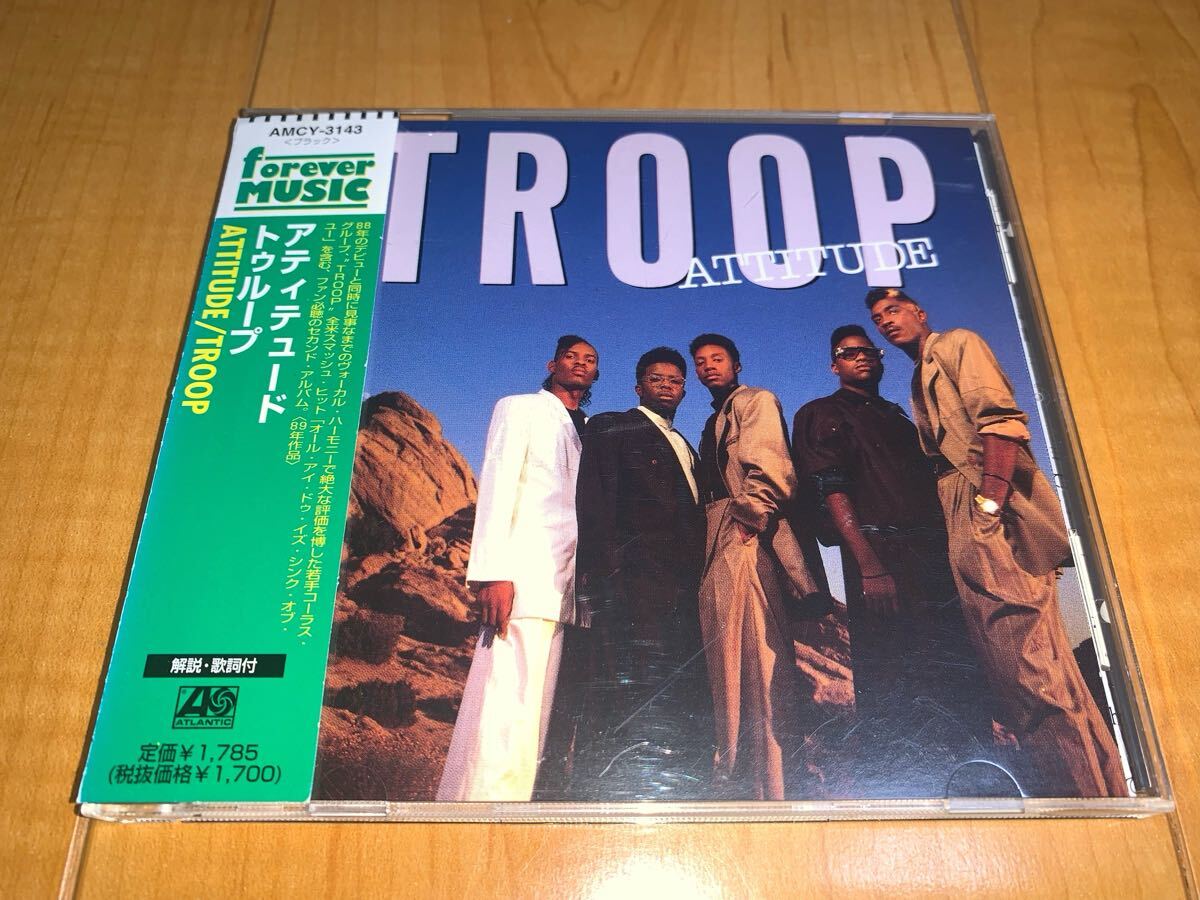 AMCY-3143
<ブラック>
forever
MUSIC
アティテュード
トゥループ
ATTITUDE/TROOP
88年のデビューと同時に見事なまでのヴォーカル・ハーモニーで絶大な評価を博した若手コーラス・
グループ、"TROOP" 全米スマッシュ・ヒット「オール・アイ・ドゥ・イズ・シンク・オブ・
ユー」を含む、ファン必聴のセカンド・アルバム。〈89年作品〉
解説・歌詞付
ATLANTIC
定価￥1,785
(税抜価格￥1,700)
TROOP
ATTITUDE